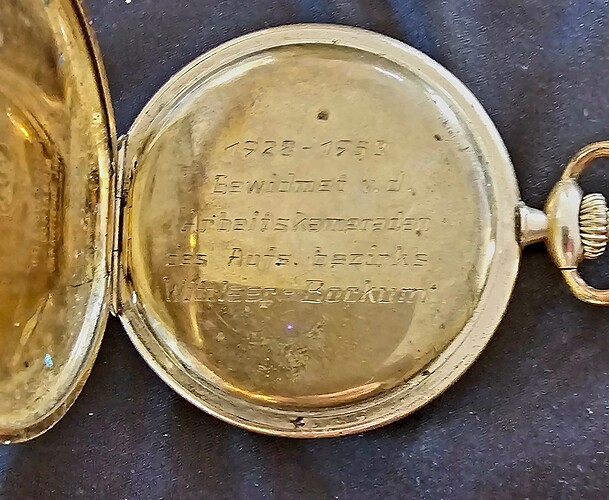 1928-1953
Gewidmet v. d.
Arbeitskameraden
des Aufs. bezirks
-Bockum